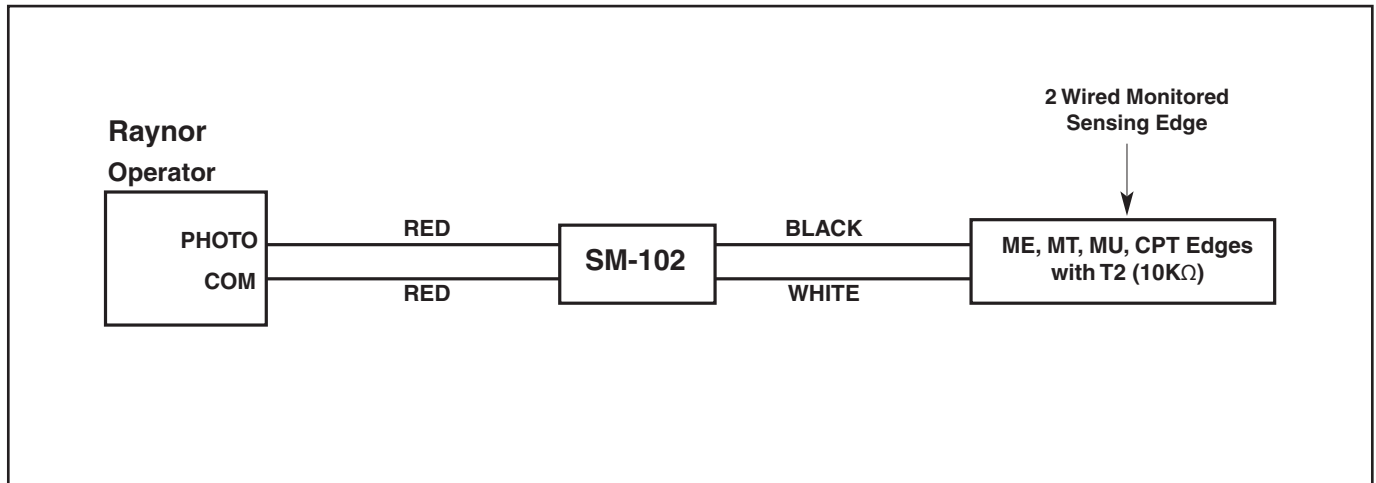 2 Wired Monitored
Sensing Edge
Raynor
Operator
PHOTO
COM
RED
RED
SM-102
BLACK
WHITE
ME, MT, MU, CPT Edges
with T2 (10KΩ)